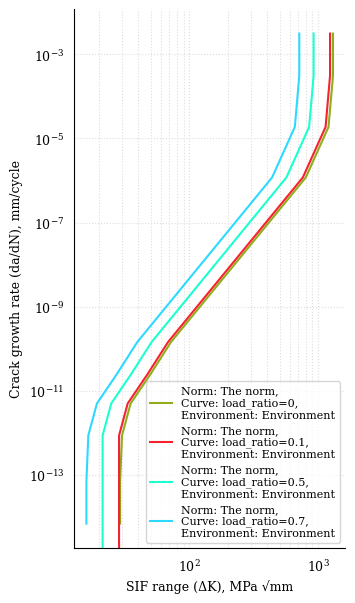 10⁻³
10⁻⁵
10⁻⁷
10⁻⁹
10⁻¹¹
10⁻¹³
Crack growth rate (da/dN), mm/cycle
Norm: The norm,
Curve: load_ratio=0,
Environment: Environment
Norm: The norm,
Curve: load_ratio=0.1,
Environment: Environment
Norm: The norm,
Curve: load_ratio=0.5,
Environment: Environment
Norm: The norm,
Curve: load_ratio=0.7,
Environment: Environment
10²
10³
SIF range (ΔK), MPa √mm